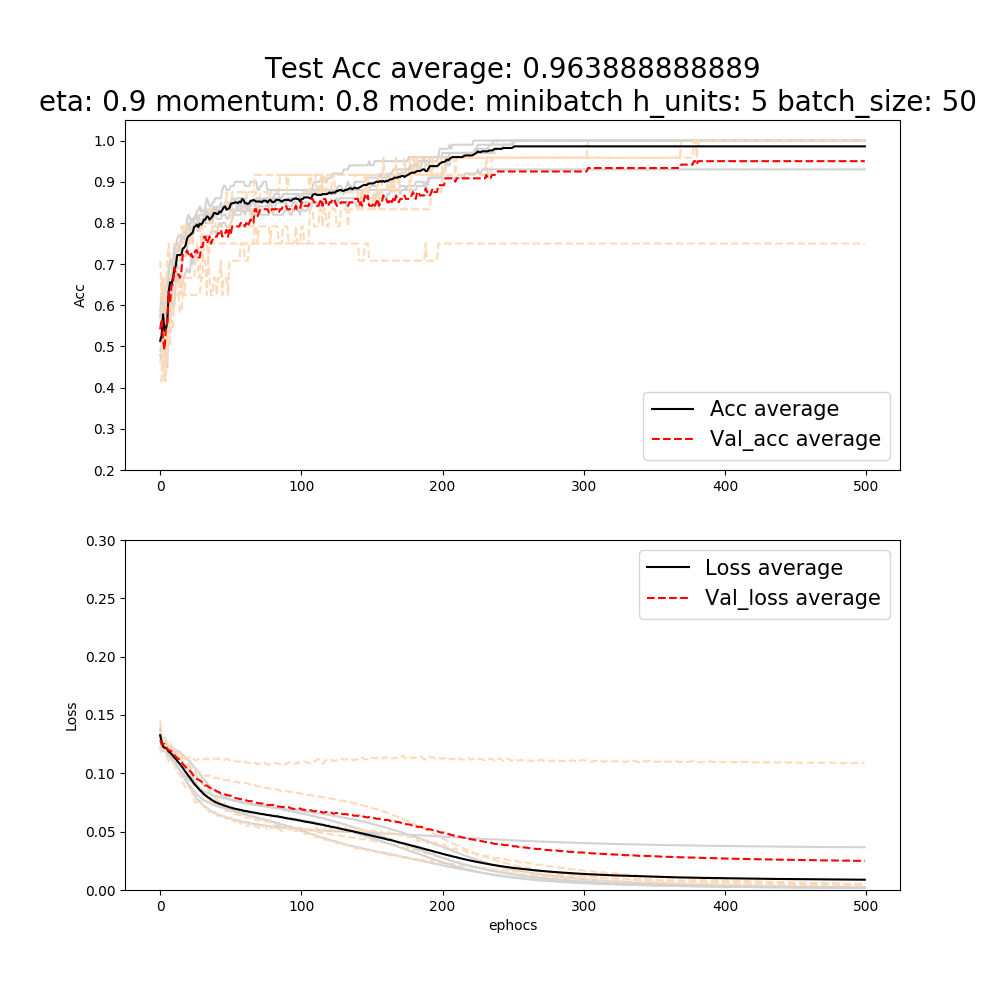 Test Acc average: 0.963888888889
eta: 0.9 momentum: 0.8 mode: minibatch h_units: 5 batch_size: 50
1.0
0.9
0.8
0.7
0.6
0.5
0.4
0.3
0.2
Acc
Acc average
Val_acc average
0 100 200 300 400 500
0.30
0.25
0.20
0.15
0.10
0.05
0.00
Loss
Loss average
Val_loss average
0 100 200 300 400 500
ephocs